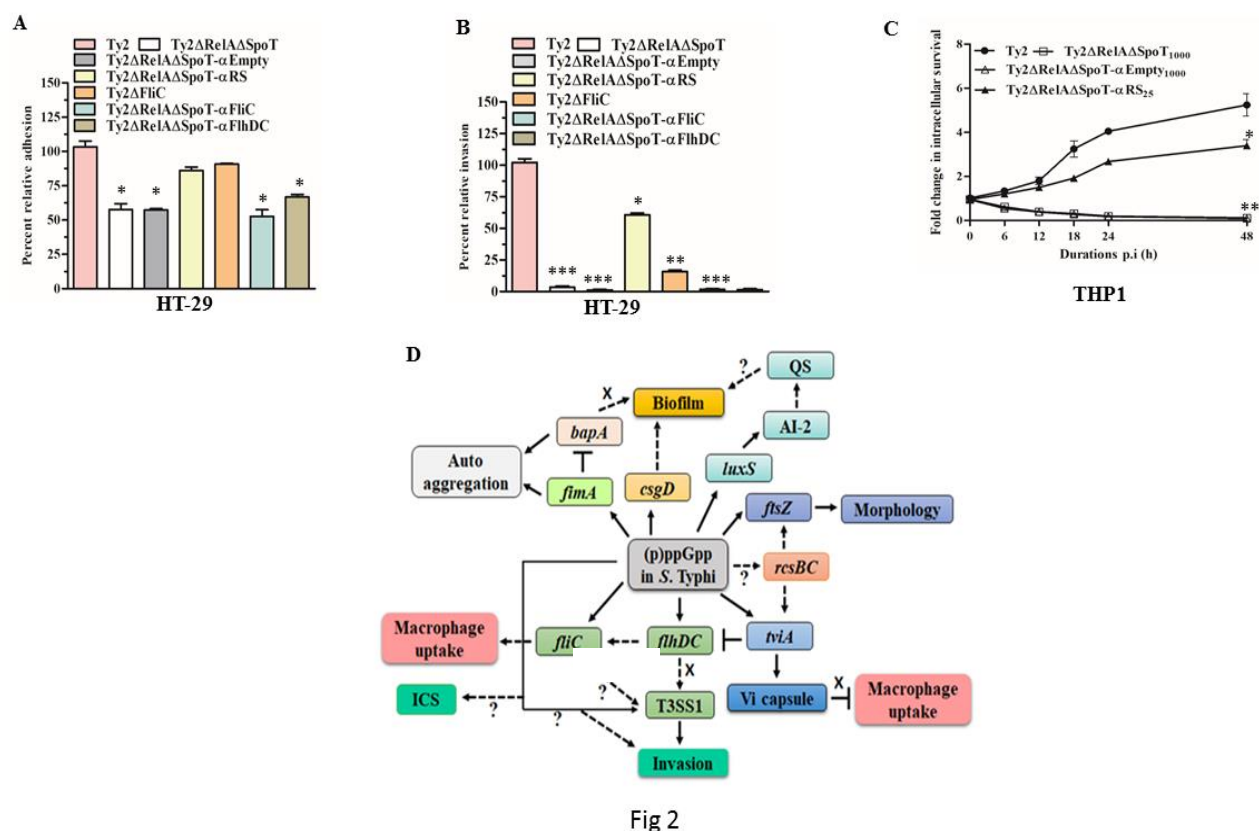 A
Ty2 Ty2ΔRelAΔSpoT
Ty2ΔRelAΔSpoT-αEmpty
Ty2ΔRelAΔSpoT-αRS
Ty2ΔFliC
Ty2ΔRelAΔSpoT-αFliC
Ty2ΔRelAΔSpoT-αFlhDC
Percent relative adhesion
150
125
100
75
50
25
0
* * * *
HT-29
B
Ty2 Ty2ΔRelAΔSpoT
Ty2ΔRelAΔSpoT-αEmpty
Ty2ΔRelAΔSpoT-αRS
Ty2ΔFliC
Ty2ΔRelAΔSpoT-αFliC
Ty2ΔRelAΔSpoT-αFlhDC
Percent relative invasion
150
125
100
75
50
25
0
*** *** * ** ***
HT-29
C
Ty2 Ty2ΔRelAΔSpoT1000
Ty2ΔRelAΔSpoT-αEmpty1000
Ty2ΔRelAΔSpoT-αRS25
Fold change in intracellular survival
8
6
4
2
0
*
**
0 6 12 18 24 48
Durations p.i (h)
THP1
D
? QS
X Biofilm
AI-2
bapA
Auto
aggregation
luxS
fimA csgD
ftsZ Morphology
(p)ppGpp
in S. Typhi
? rcsBC
Macrophage
uptake
fliC flhDC tviA
X
ICS ? ? ? T3SS1 Vi capsule X Macrophage
uptake
Invasion
Fig 2